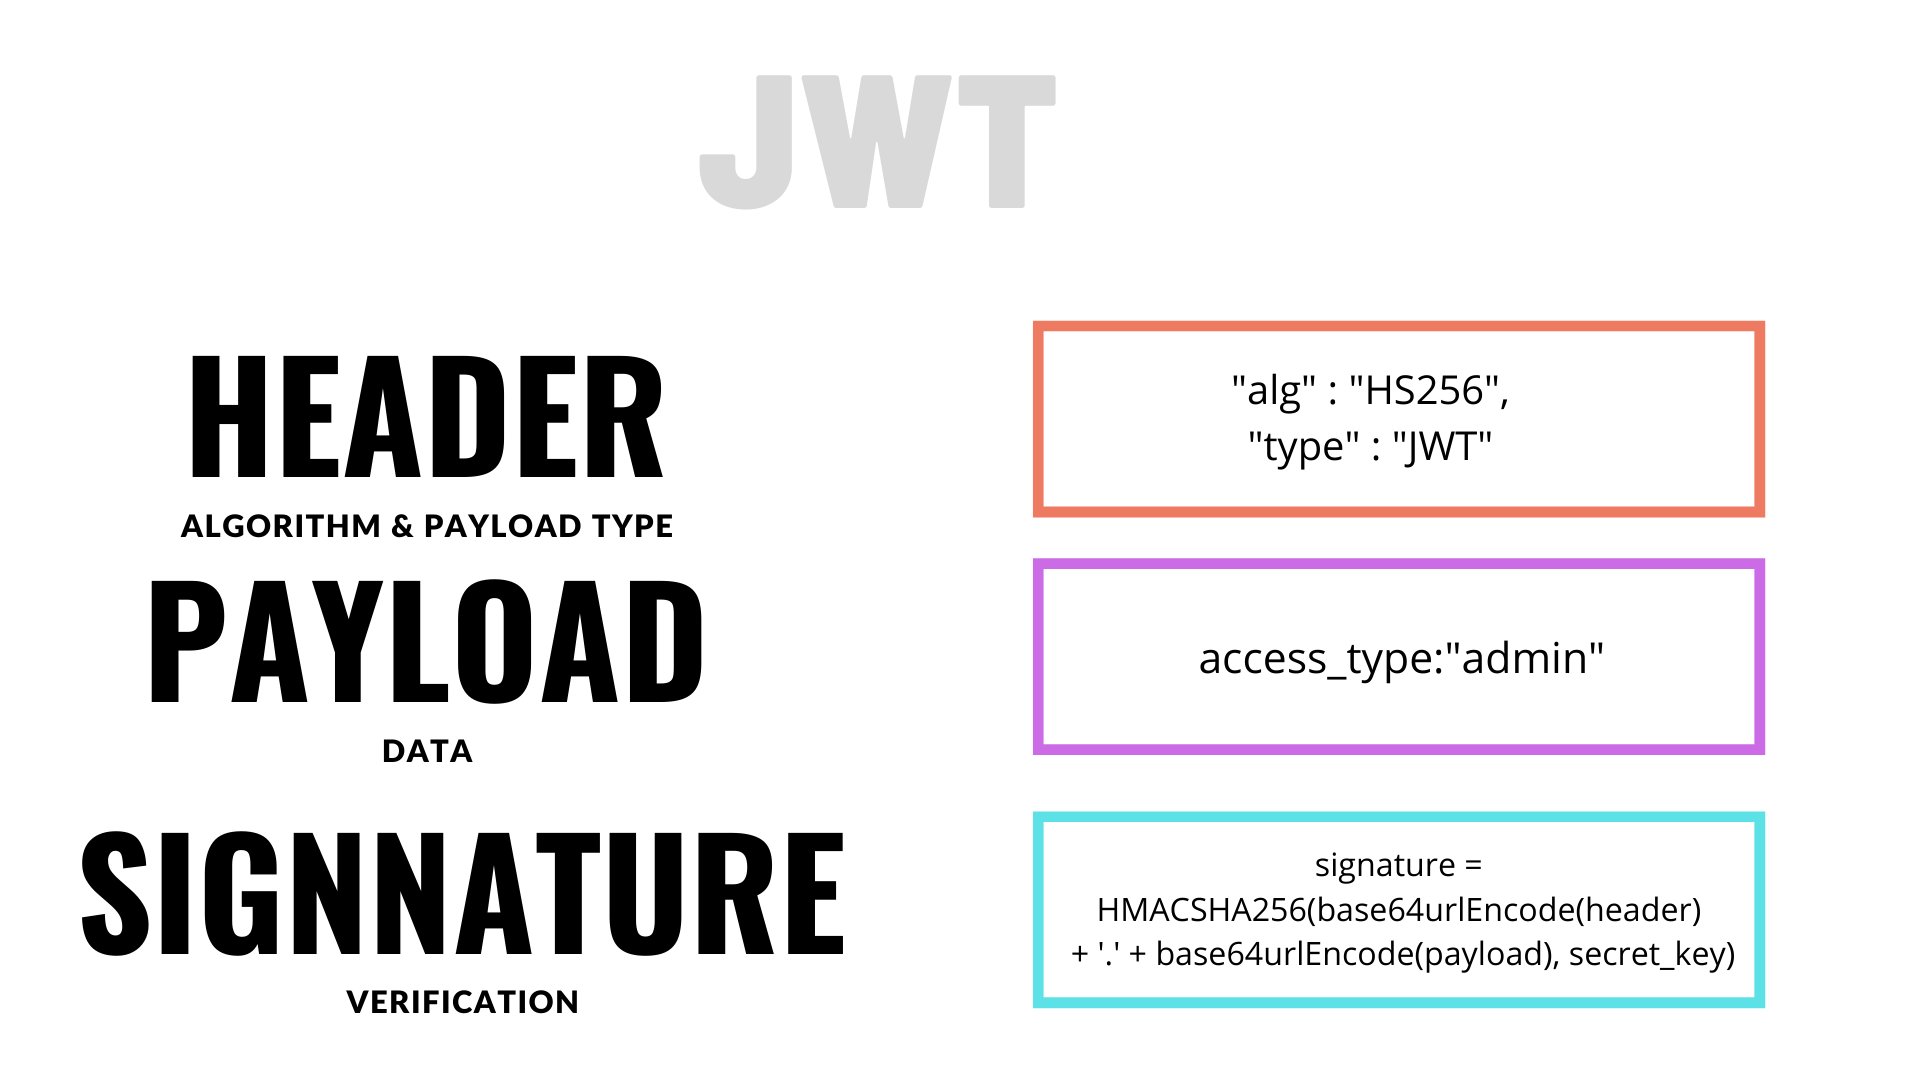 JWT
HEADER
ALGORITHM & PAYLOAD TYPE
"alg" : "HS256",
"type" : "JWT"
PAYLOAD
DATA
access_type:"admin"
SIGNNATURE
VERIFICATION
signature =
HMACSHA256(base64urlEncode(header)
+ '.' + base64urlEncode(payload), secret_key)